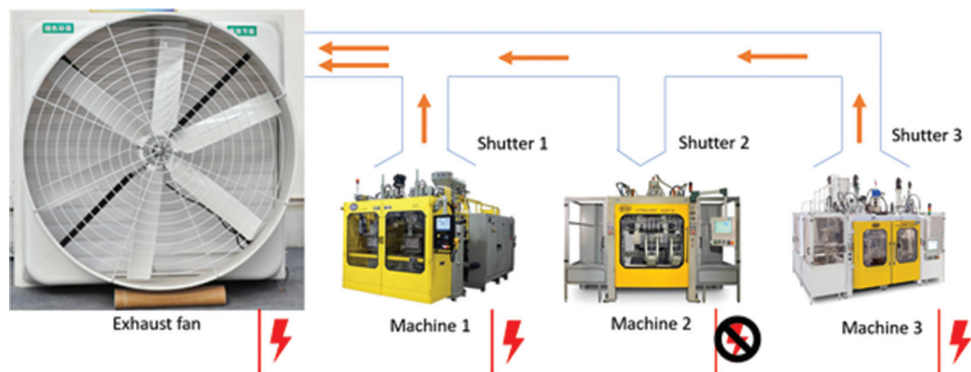 Shutter 1
Shutter 2
Shutter 3
Exhaust fan
Machine 1
Machine 2
Machine 3